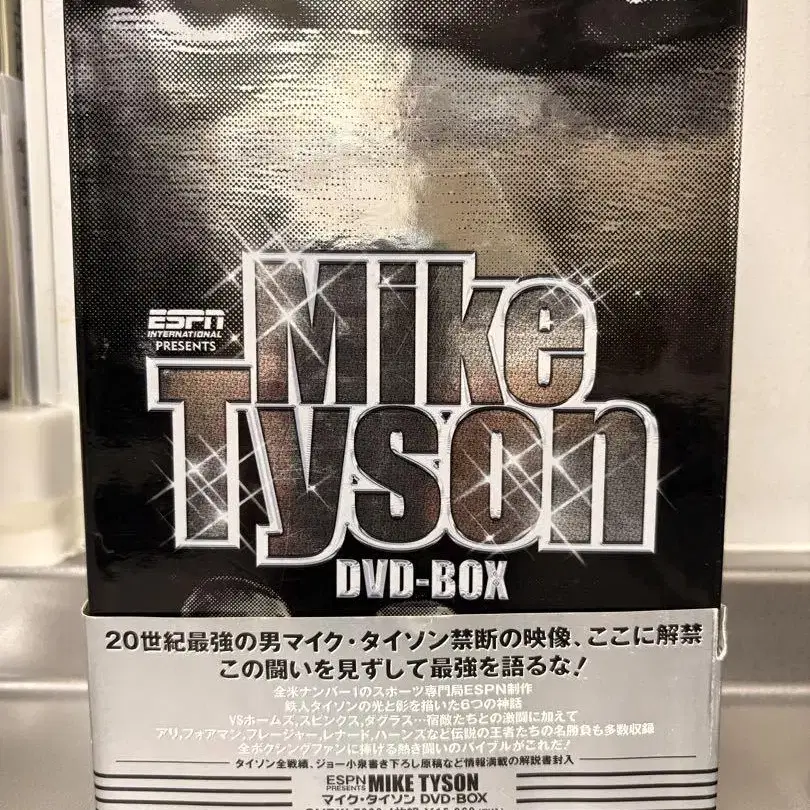 Mike
ESPN
INTERNATIONAL
PRESENTS
Tyson
DVD-BOX
20世紀最強の男マイク・タイソン禁断の映像、ここに解禁
この闘いを見ずして最強を語るな!
全米ナンバー1のスポーツ専門局ESPN制作
鉄人タイソンの光と影を描いた6つの神話
VSホームズ,スピンクス,ダグラス…宿敵たちとの激闘に加えて
アリ,フォアマン,フレージャー,レナード,ハーンズなど伝説の王者たちの名勝負も多数収録
全ボクシングファンに捧げる熱き闘いのバイブルがこれだ!
タイソン全戦績、ジョー小泉書き下ろし原稿など情報満載の解説書封入
ESPN PRESENTS MIKE TYSON
マイク・タイソン DVD-BOX